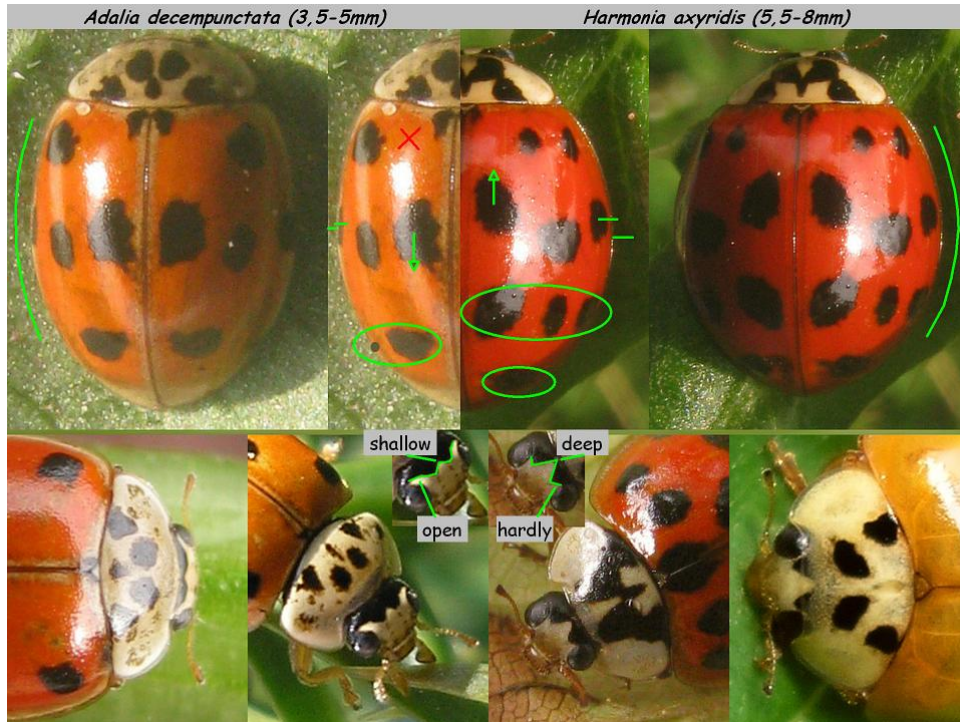 Adalia decempunctata (3,5-5mm)
Harmonia axyridis (5,5-8mm)
shallow
deep
open
hardly